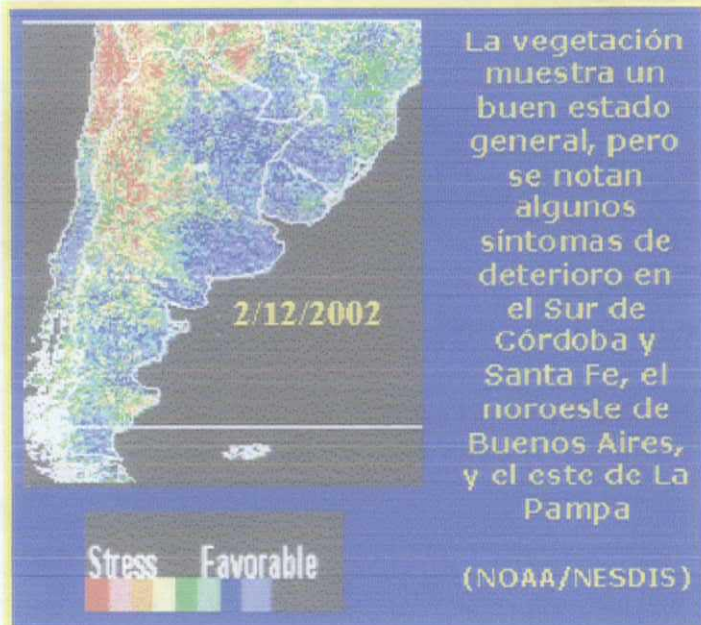 La vegetación
muestra un
buen estado
general, pero
se notan
algunos
síntomas de
deterioro en
el Sur de
Córdoba y
Santa Fe, el
noroeste de
Buenos Aires,
y el este de La
Pampa
(NOAA/NESDIS)
2/12/2002
Stress Favorable